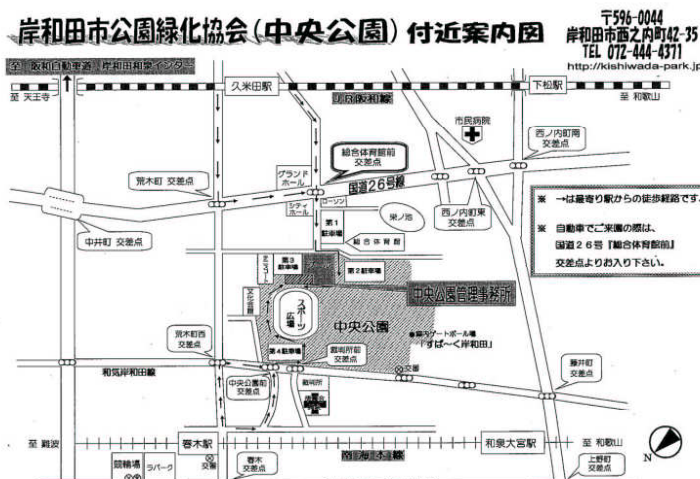 岸和田市公園緑化協会(中央公園)付近案内図
〒596-0044
岸和田市西之内町42-35
TEL 072-444-4371
http://kishiwada-park.jp
至 阪和自動車道 岸和田和泉インター
至 天王寺
久米田駅
JR阪和線
下松駅
至 和歌山
市民病院
西ノ内町南
交差点
総合体育館前
交差点
荒木町 交差点
グランド
ホール
国道26号線
シティ
ホール
ローソン
栄ノ池
西ノ内町東
交差点
第1
駐車場
中井町 交差点
総合体育館
※ →は最寄り駅からの徒歩経路です。
※ 自動車でご来園の際は、
国道26号『総合体育館前』
交差点よりお入り下さい。
第3
駐車場
第2駐車場
中央公園管理事務所
文化会館
スポーツ
広場
中央公園
室内ゲートボール場
「すぱ~く岸和田」
荒木町西
交差点
第4駐車場
裁判所前
交差点
和気岸和田線
交番
藤井町
交差点
中央公園前
交差点
裁判所
至 難波
春木駅
南海本線
和泉大宮駅
至 和歌山
競輪場
ラパーク
交番
春木
交差点
上野町
交差点
N